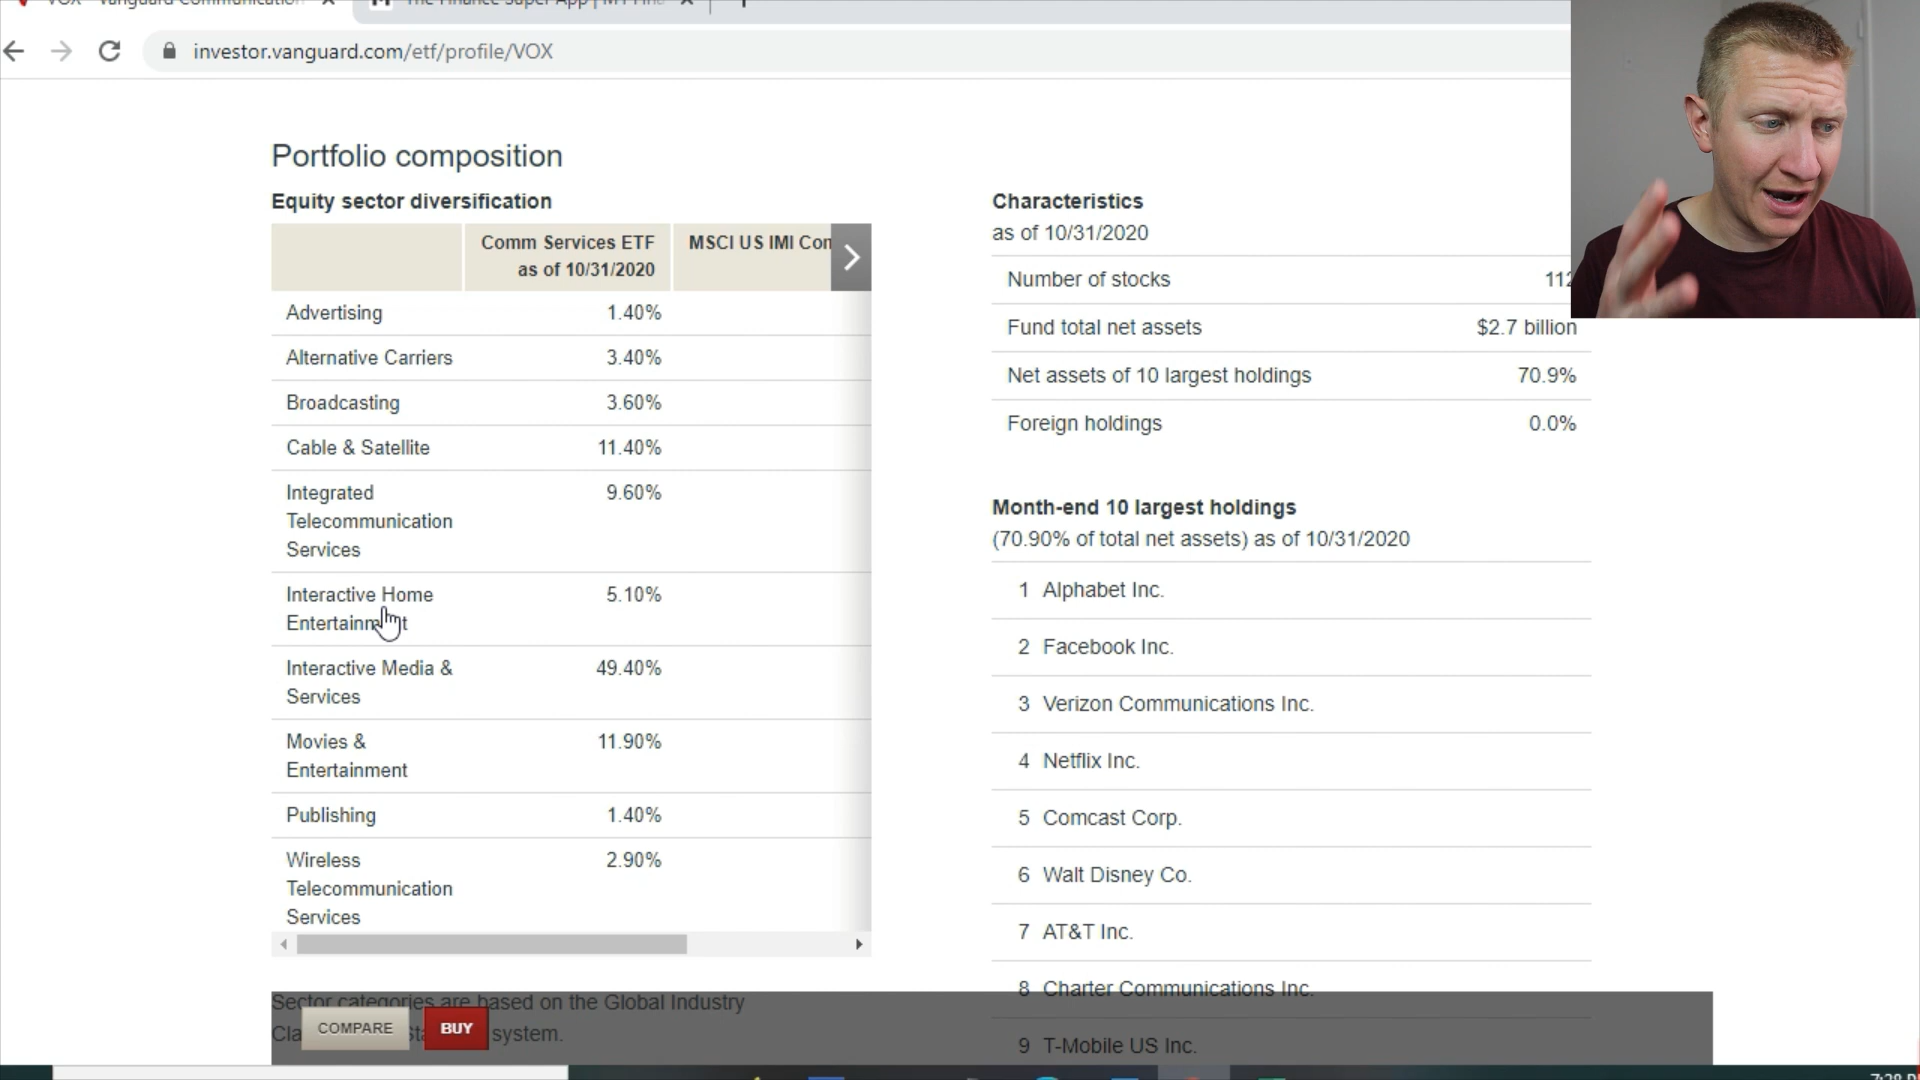 investor.vanguard.com/etf/profile/VOX
Portfolio composition
Equity sector diversification
Comm Services ETF
as of 10/31/2020
MSCI US IMI Con
Advertising 1.40%
Alternative Carriers 3.40%
Broadcasting 3.60%
Cable & Satellite 11.40%
Integrated 9.60%
Telecommunication
Services
Interactive Home 5.10%
Entertainment
Interactive Media & 49.40%
Services
Movies & 11.90%
Entertainment
Publishing 1.40%
Wireless 2.90%
Telecommunication
Services
Sector categories are based on the Global Industry
system.
COMPARE
BUY
Characteristics
as of 10/31/2020
Number of stocks 112
Fund total net assets $2.7 billion
Net assets of 10 largest holdings 70.9%
Foreign holdings 0.0%
Month-end 10 largest holdings
(70.90% of total net assets) as of 10/31/2020
1 Alphabet Inc.
2 Facebook Inc.
3 Verizon Communications Inc.
4 Netflix Inc.
5 Comcast Corp.
6 Walt Disney Co.
7 AT&T Inc.
8 Charter Communications Inc.
9 T-Mobile US Inc.